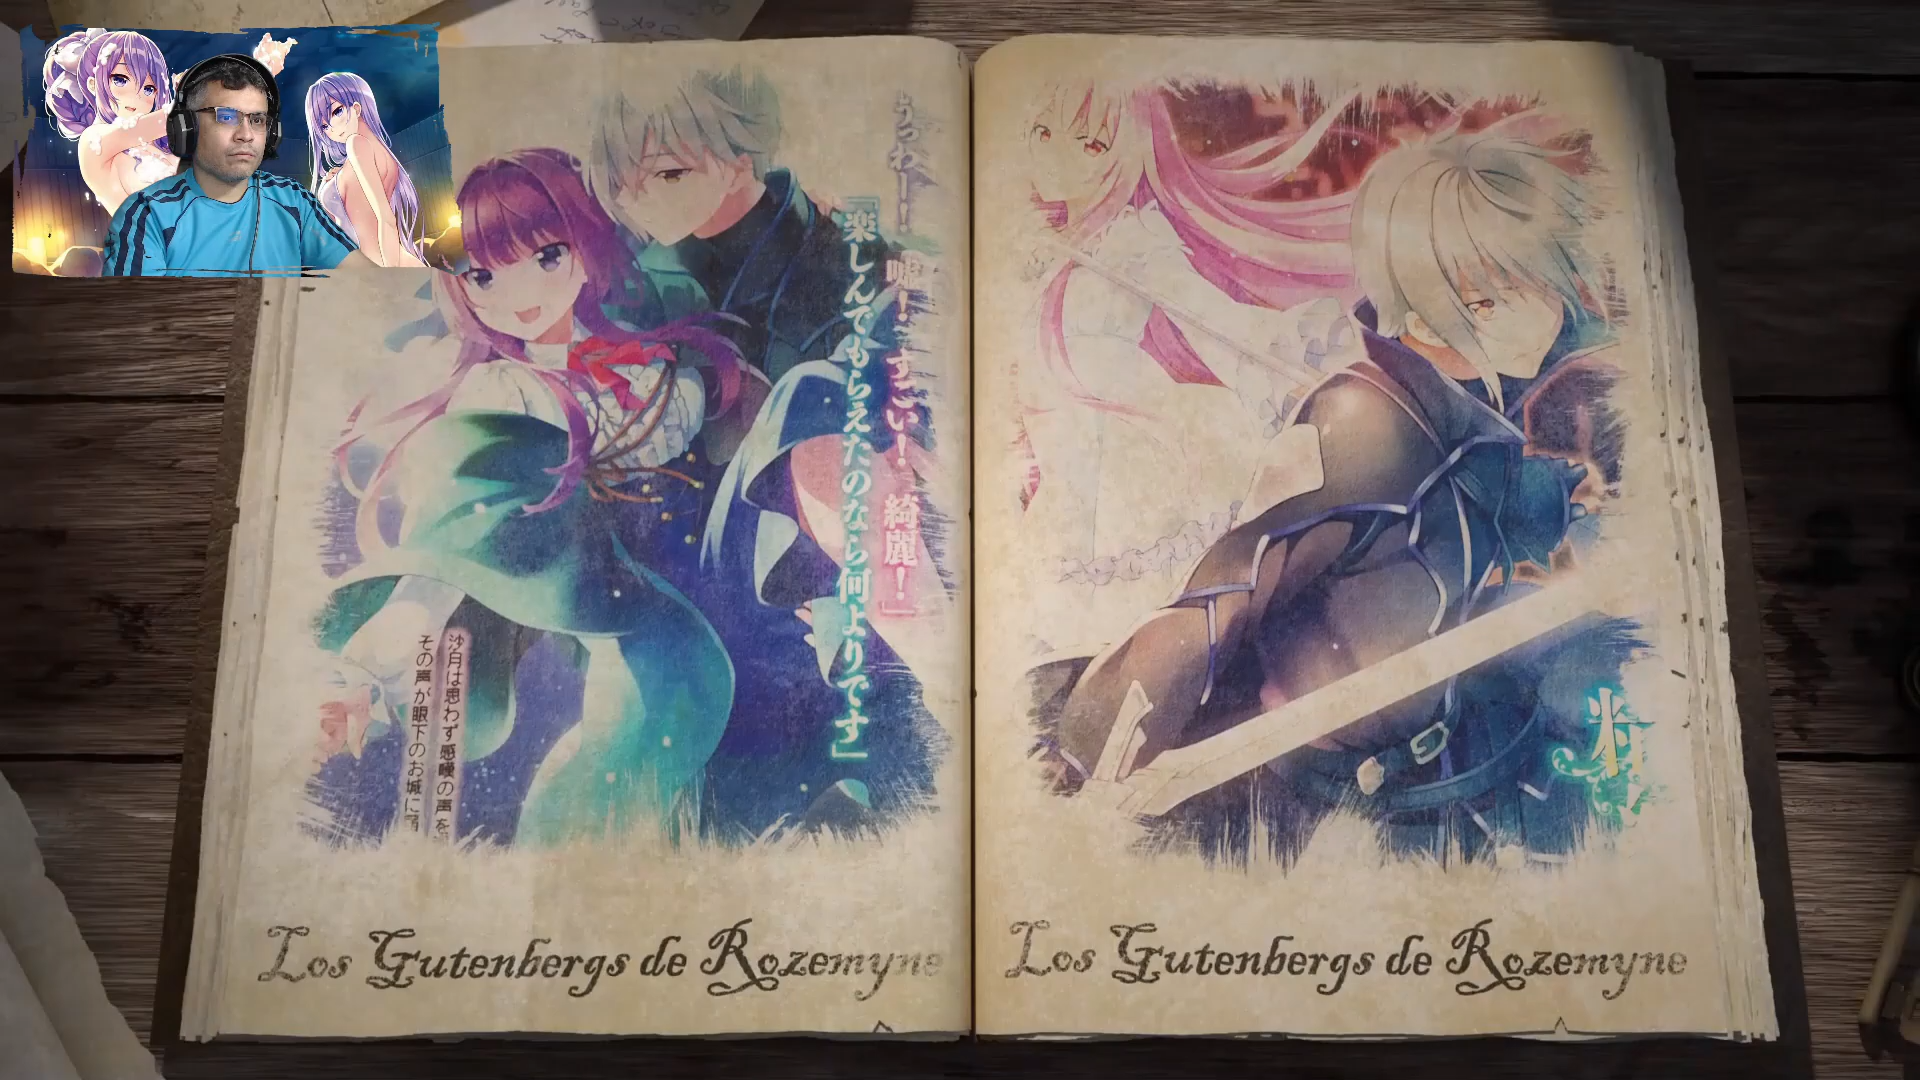 うっわー！ 嘘！ すごい！ 綺麗！」
『楽しんでもらえたのなら何よりです』
沙月は思わず感嘆の声を
その声が眼下のお城に
Los Gutenbergs de Rozemyne
Los Gutenbergs de Rozemyne